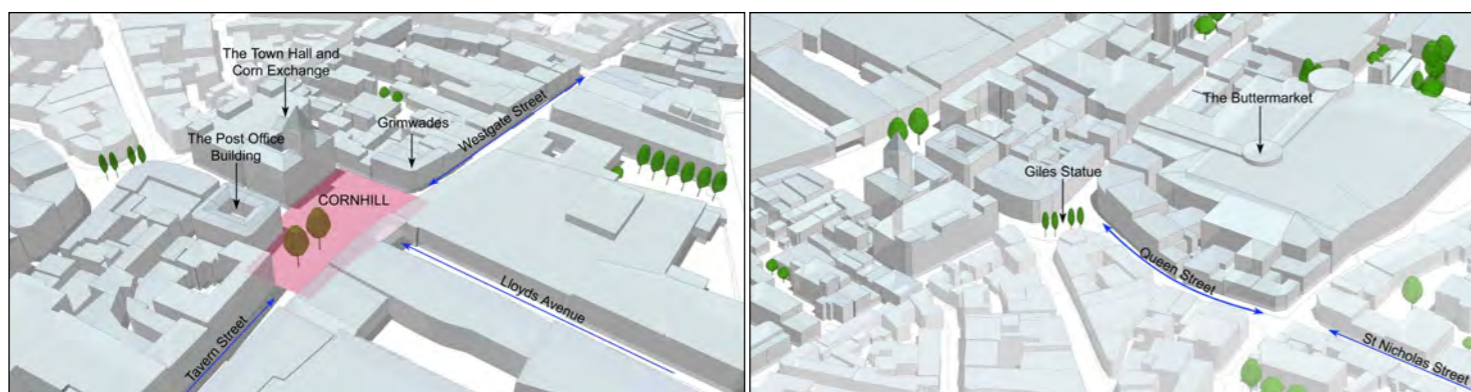 The Town Hall and
Corn Exchange
The Post Office
Building
Grimwades
Westgate Street
CORNHILL
Lloyds Avenue
Tavern Street
The Buttermarket
Giles Statue
Queen Street
St Nicholas Street